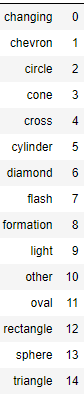 changing 0
chevron 1
circle 2
cone 3
cross 4
cylinder 5
diamond 6
flash 7
formation 8
light 9
other 10
oval 11
rectangle 12
sphere 13
triangle 14